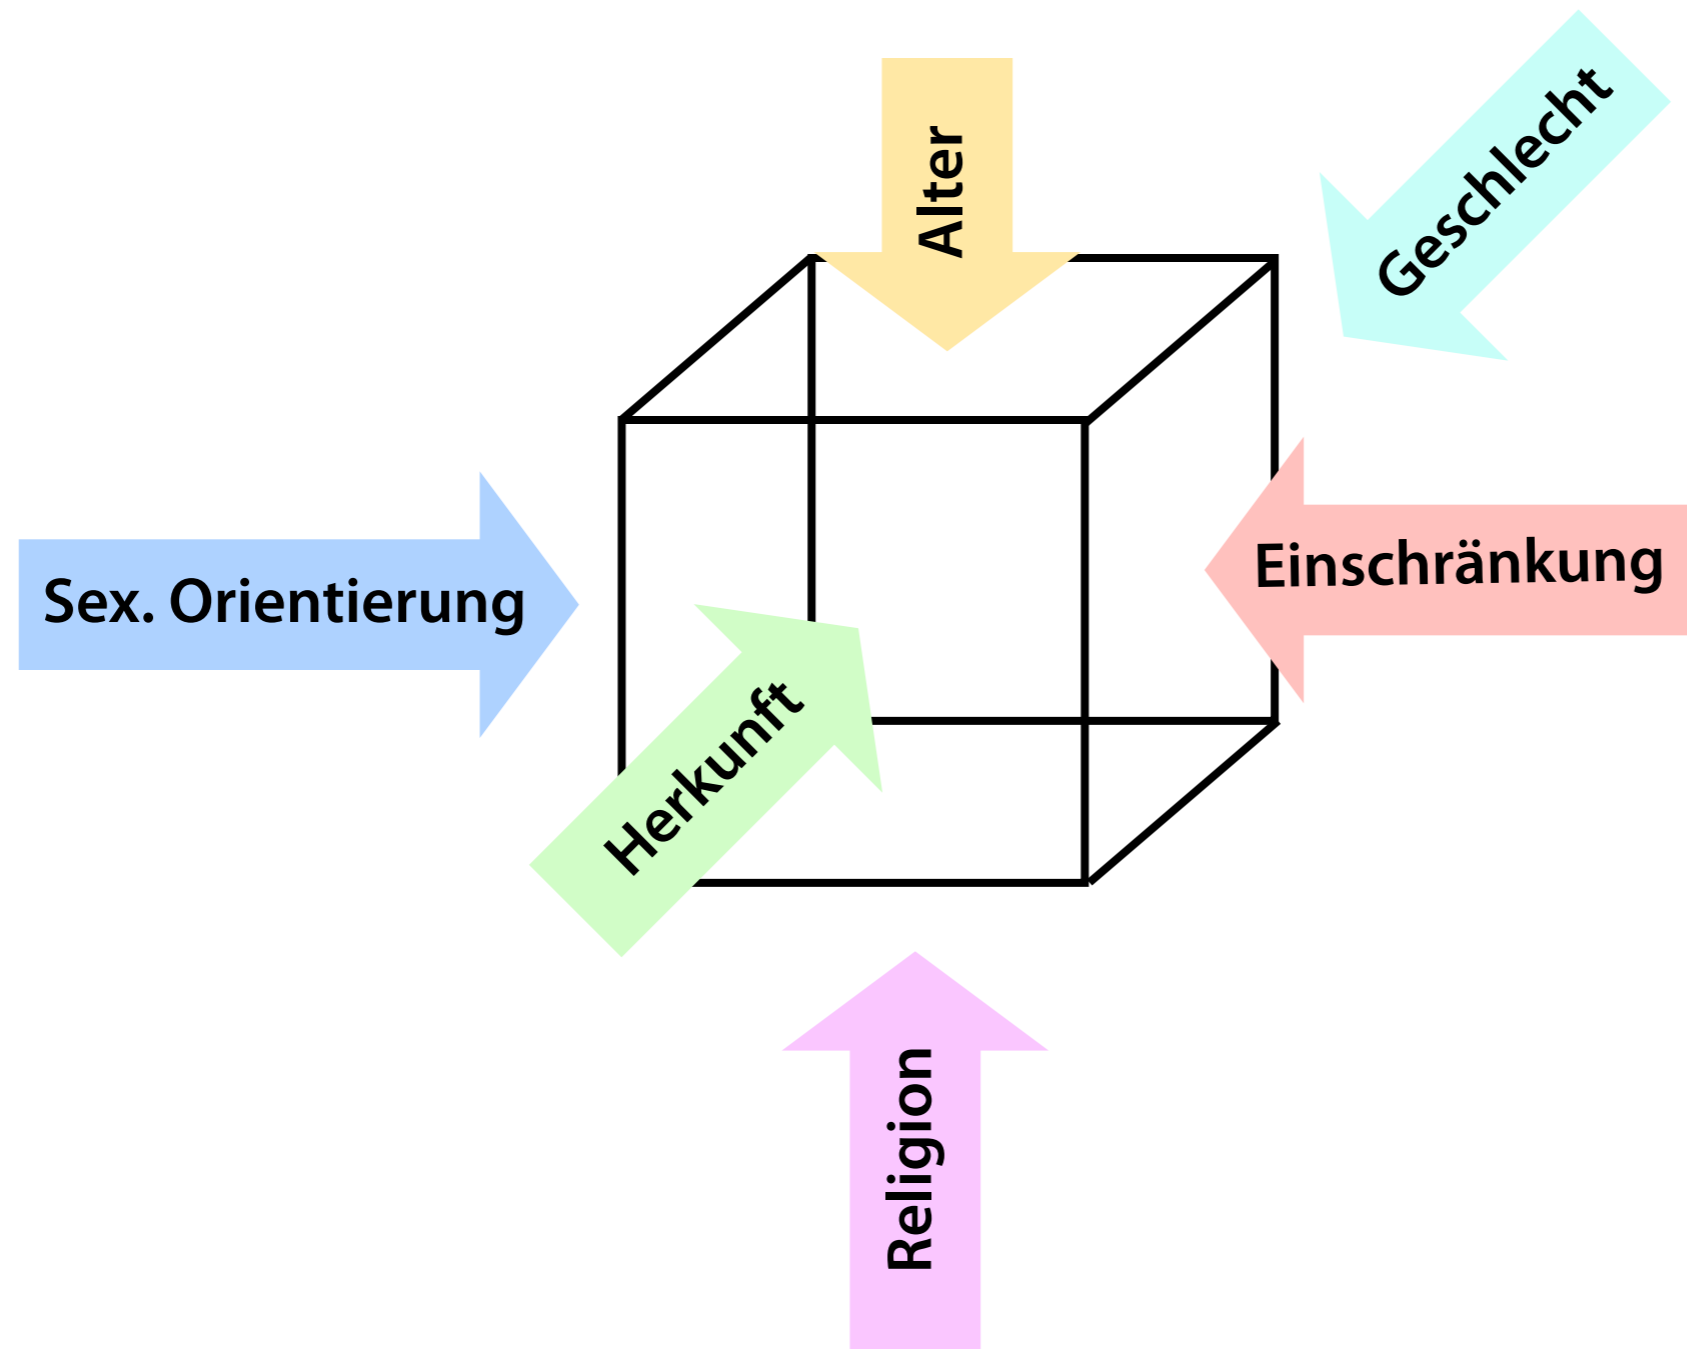 Alter
Geschlecht
Sex. Orientierung
Einschränkung
Herkunft
Religion